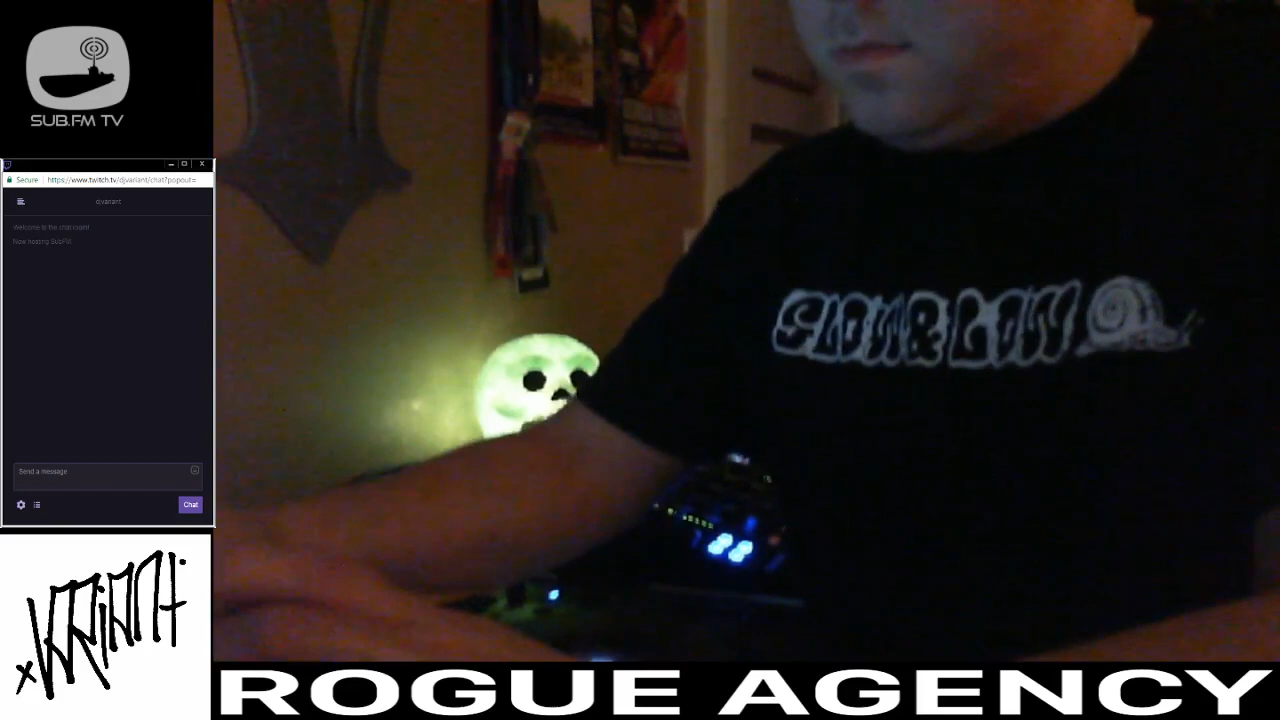 SUB.FM TV
Secure
https://www.twitch.tv/djvariant/chat?popout=
djvariant
Welcome to the chat room!
Now hosting SubFM.
Send a message
Chat
VARiANt
SLOW & LOW
ROGUE AGENCY